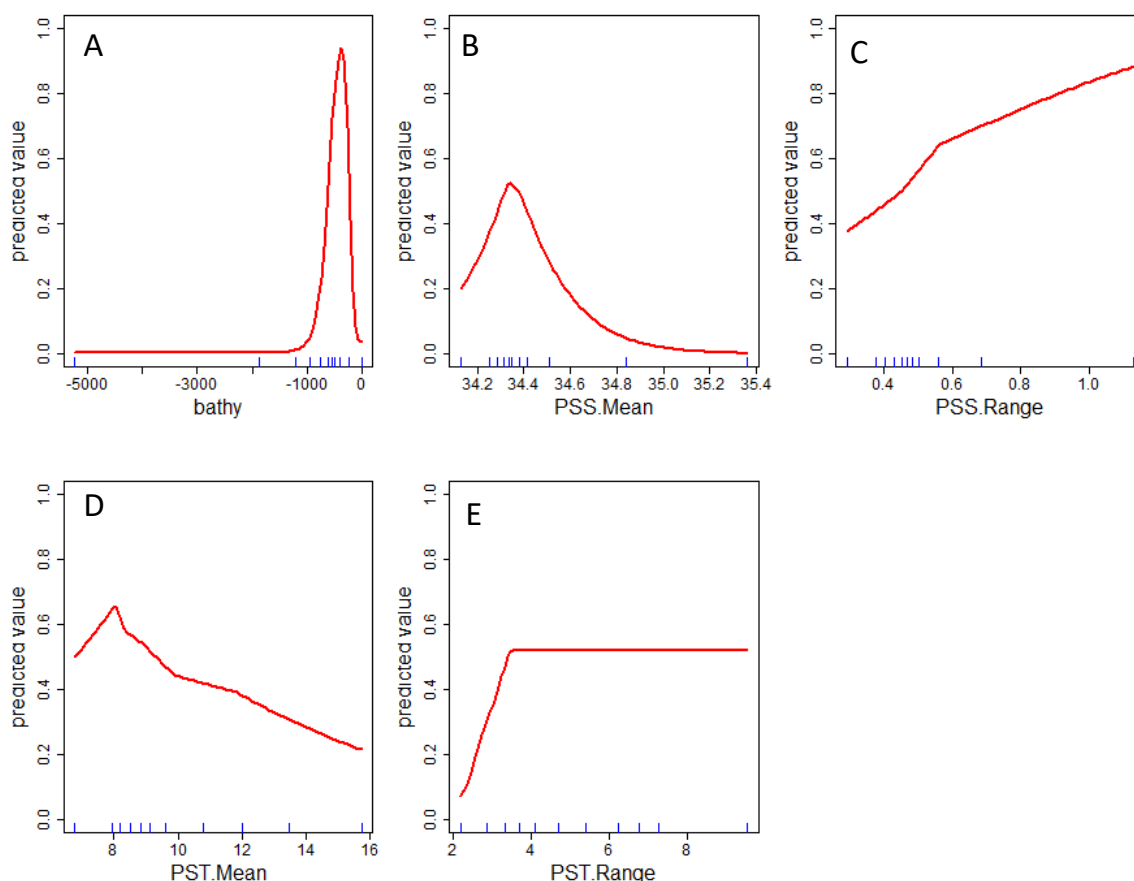 A
predicted value
0.0 0.2 0.4 0.6 0.8 1.0
-5000 -3000 -1000 0
bathy
B
predicted value
0.0 0.2 0.4 0.6 0.8 1.0
34.2 34.4 34.6 34.8 35.0 35.2 35.4
PSS.Mean
C
predicted value
0.0 0.2 0.4 0.6 0.8 1.0
0.4 0.6 0.8 1.0
PSS.Range
D
predicted value
0.0 0.2 0.4 0.6 0.8 1.0
8 10 12 14 16
PST.Mean
E
predicted value
0.0 0.2 0.4 0.6 0.8 1.0
2 4 6 8
PST.Range